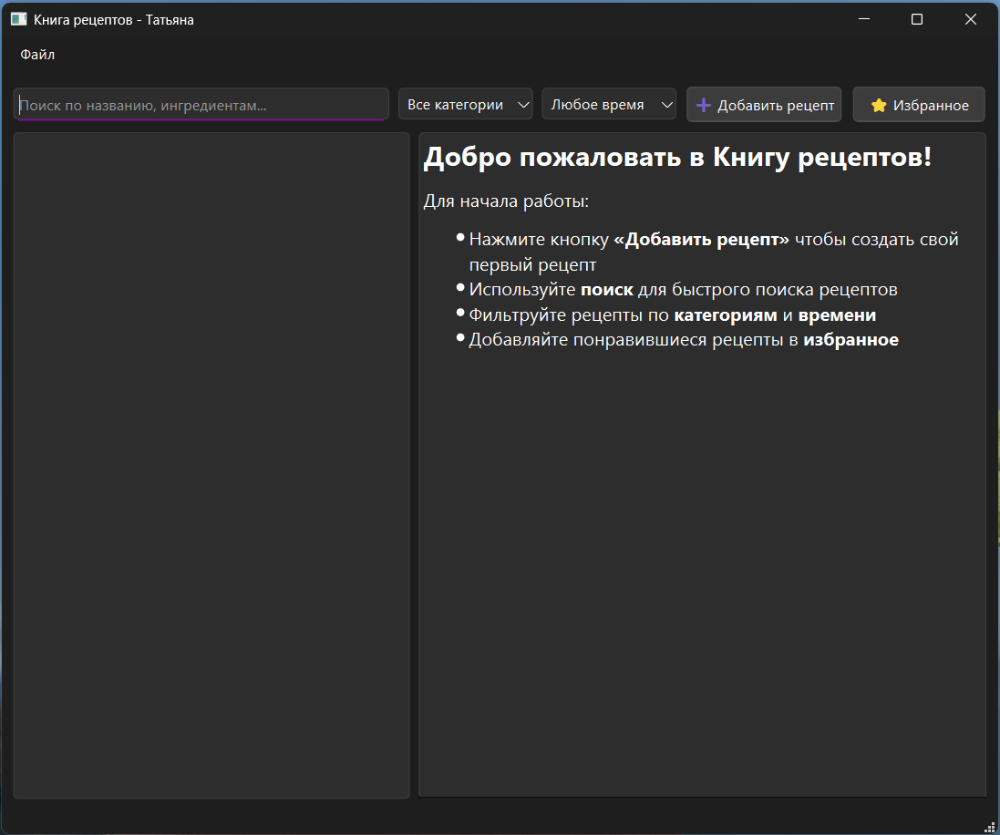 Книга рецептов - Татьяна
Файл
Поиск по названию, ингредиентам...
Все категории
Любое время
Добавить рецепт
Избранное
Добро пожаловать в Книгу рецептов!
Для начала работы:
Нажмите кнопку «Добавить рецепт» чтобы создать свой
первый рецепт
Используйте поиск для быстрого поиска рецептов
Фильтруйте рецепты по категориям и времени
Добавляйте понравившиеся рецепты в избранное